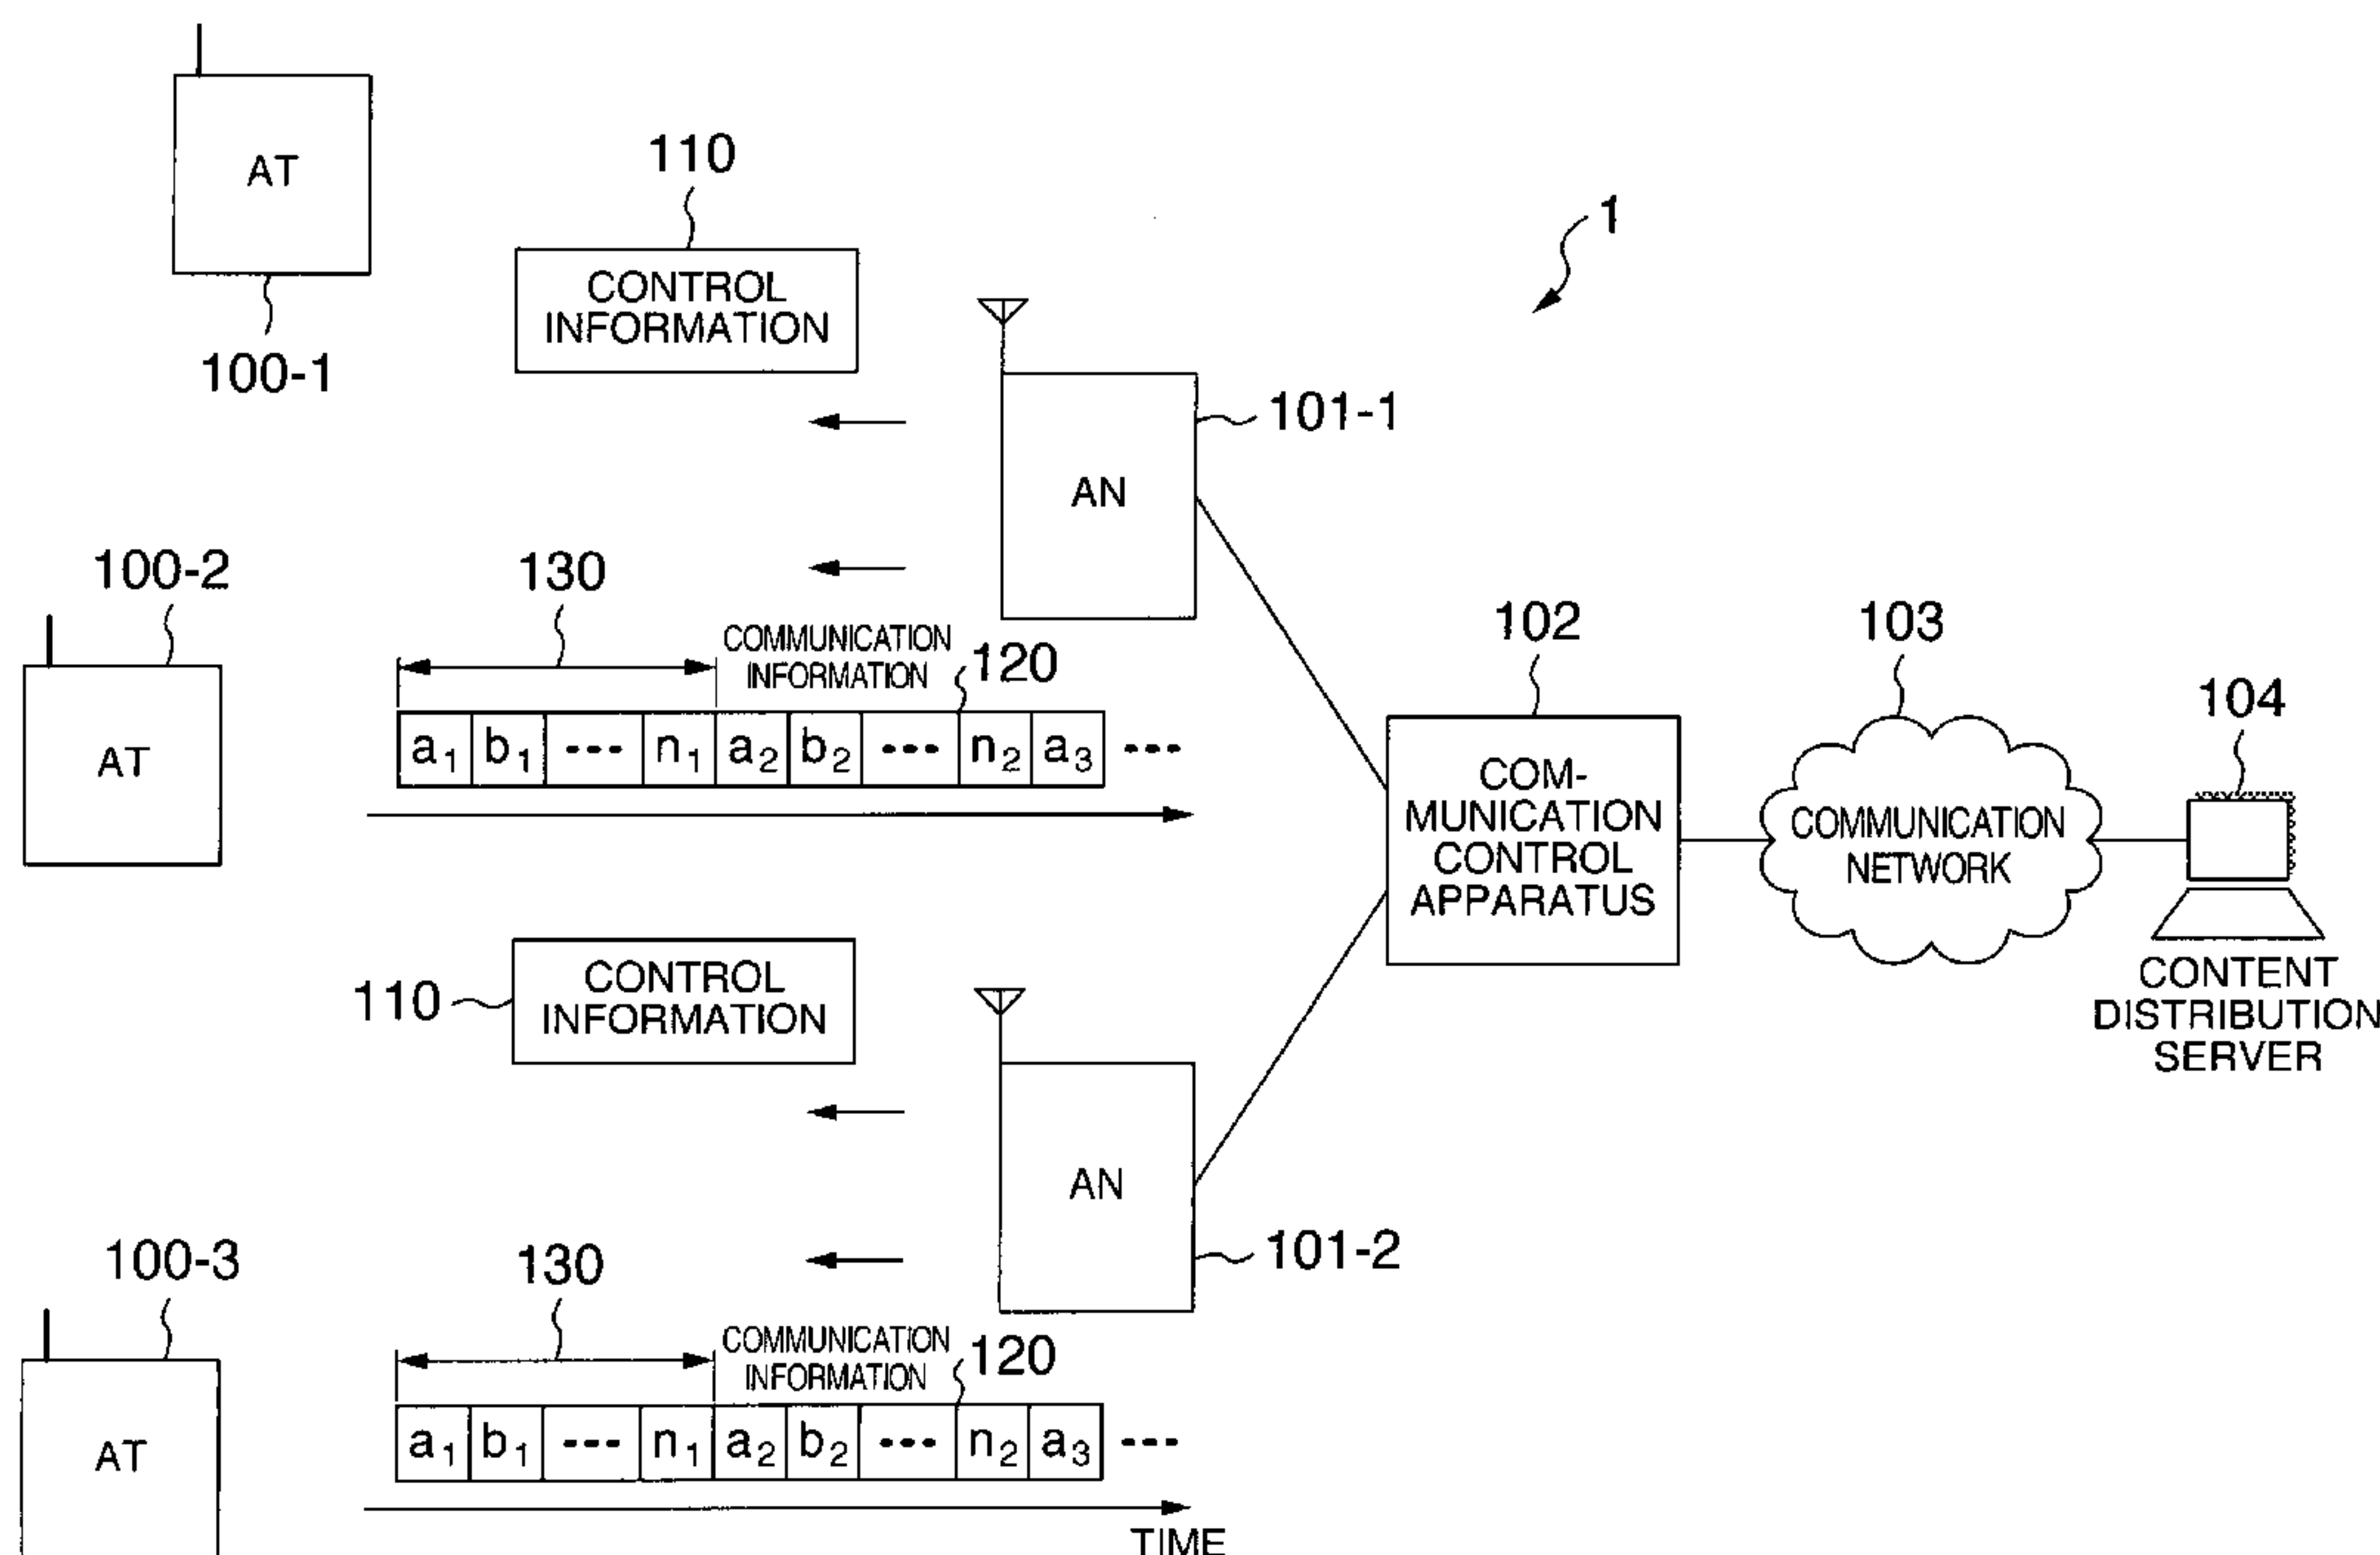 AT
110
1
CONTROL
INFORMATION
100-1
101-1
AN
100-2
130
COMMUNICATION
INFORMATION
120
102
103
104
AT
a1 b1 --- n1 a2 b2 --- n2 a3 ---
COM-
MUNICATION
CONTROL
APPARATUS
COMMUNICATION
NETWORK
CONTENT
DISTRIBUTION
SERVER
110
CONTROL
INFORMATION
AN
101-2
100-3
130
COMMUNICATION
INFORMATION
120
AT
a1 b1 --- n1 a2 b2 --- n2 a3 ---
TIME